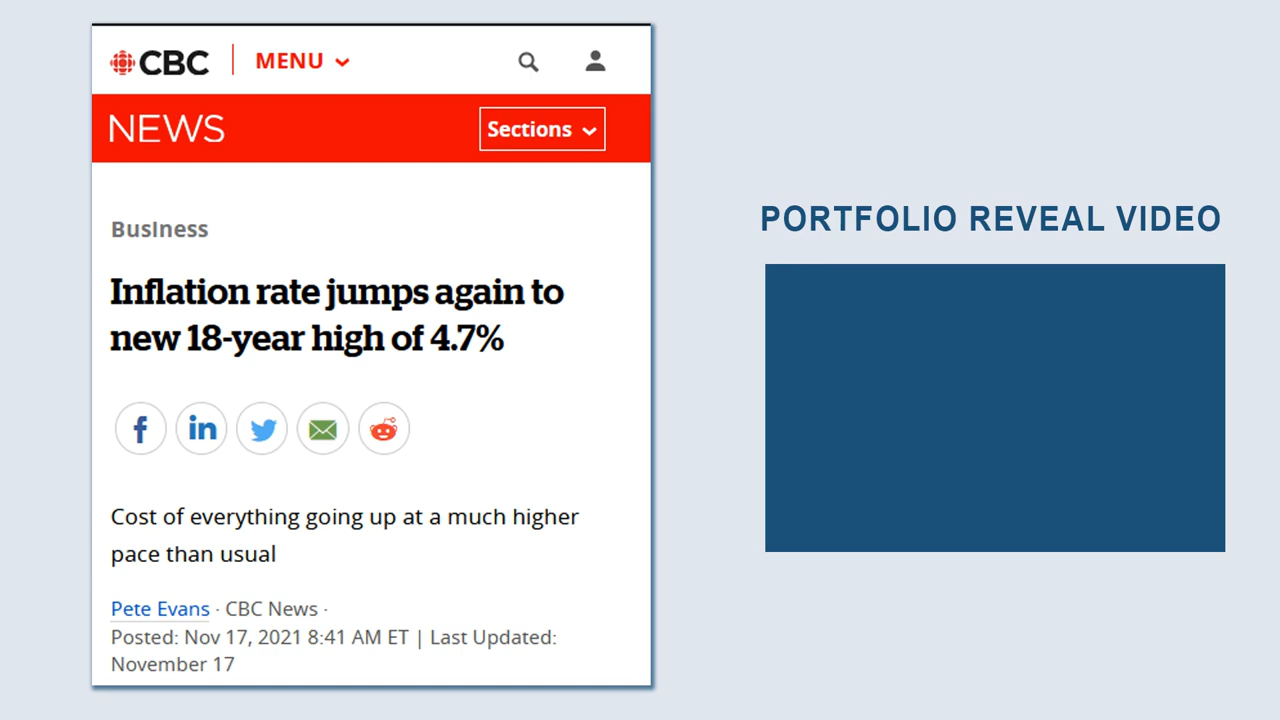 CBC
MENU
NEWS
Sections
Business
Inflation rate jumps again to
new 18-year high of 4.7%
Cost of everything going up at a much higher
pace than usual
Pete Evans · CBC News ·
Posted: Nov 17, 2021 8:41 AM ET | Last Updated:
November 17
PORTFOLIO REVEAL VIDEO